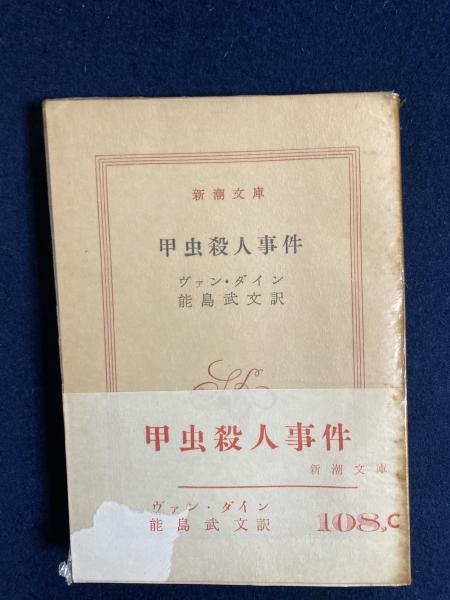 新潮文庫
甲虫殺人事件
ヴァン・ダイン
能島武文訳
甲虫殺人事件
新潮文庫
ヴァン・ダイン
能島武文訳
108,C